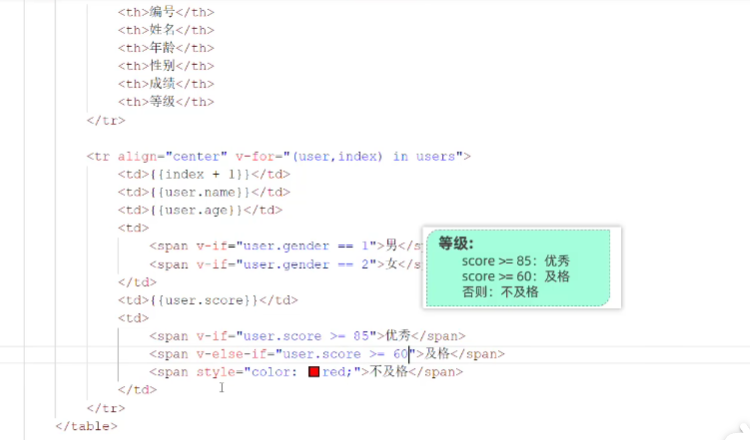 <th>编号</th>
<th>姓名</th>
<th>年龄</th>
<th>性别</th>
<th>成绩</th>
<th>等级</th>
</tr>
<tr align="center" v-for="(user,index) in users">
<td>{{index + 1}}</td>
<td>{{user.name}}</td>
<td>{{user.age}}</td>
<td>
<span v-if="user.gender == 1">男</s
<span v-if="user.gender == 2">女</s
</td>
<td>{{user.score}}</td>
<td>
<span v-if="user.score >= 85">优秀</span>
<span v-else-if="user.score >= 60">及格</span>
<span style="color: red;">不及格</span>
</td>
</tr>
</table>
等级:
score >= 85：优秀
score >= 60：及格
否则：不及格